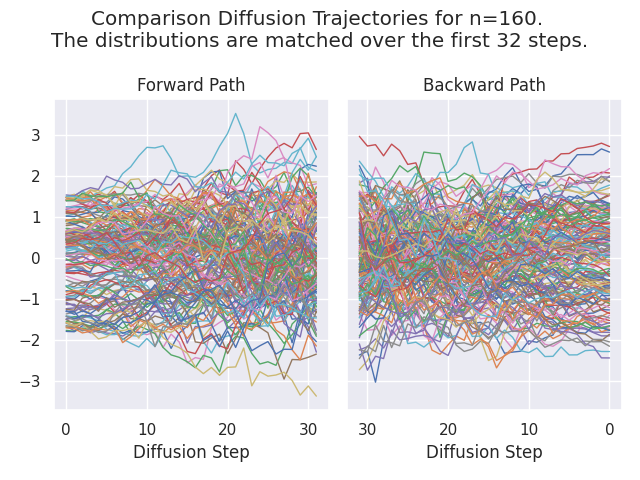 Comparison Diffusion Trajectories for n=160.
The distributions are matched over the first 32 steps.
Forward Path
Backward Path
3
2
1
0
−1
−2
−3
0 10 20 30
30 20 10 0
Diffusion Step
Diffusion Step